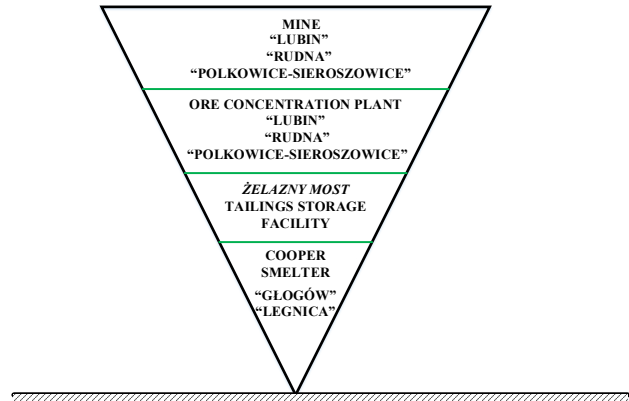 MINE
“LUBIN”
“RUDNA”
“POLKOWICE-SIEROSZOWICE”
ORE CONCENTRATION PLANT
“LUBIN”
“RUDNA”
“POLKOWICE-SIEROSZOWICE”
ŻELAZNY MOST
TAILINGS STORAGE
FACILITY
COOPER
SMELTER
“GŁOGÓW”
“LEGNICA”